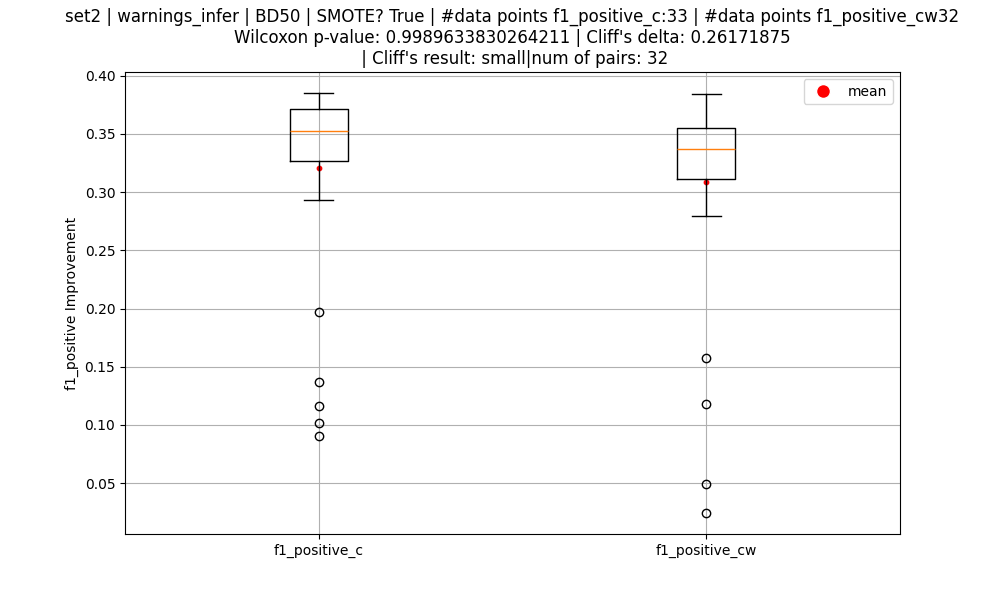 set2 | warnings_infer | BD50 | SMOTE? True | #data points f1_positive_c:33 | #data points f1_positive_cw32
Wilcoxon p-value: 0.9989633830264211 | Cliff's delta: 0.26171875
| Cliff's result: small|num of pairs: 32
mean
f1_positive Improvement
0.40
0.35
0.30
0.25
0.20
0.15
0.10
0.05
f1_positive_c
f1_positive_cw